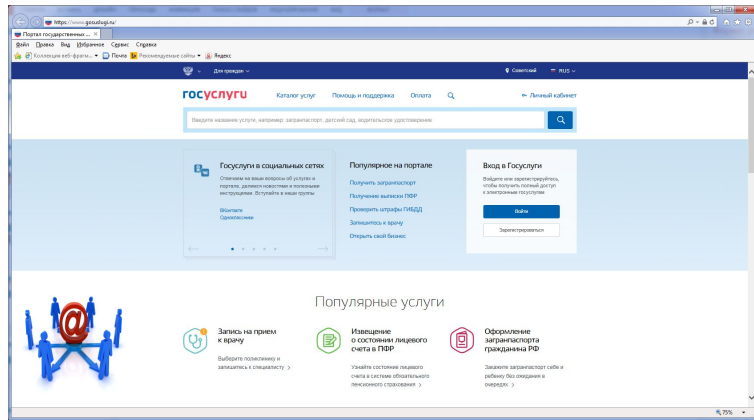 https://www.gosuslugi.ru/
Портал государственных ...
Файл Правка Вид Избранное Сервис Справка
Коллекция веб-фрагм... Почта Рекомендуемые сайты Яндекс
Для граждан
Советский RUS
госуслуги
Каталог услуг Помощь и поддержка Оплата Личный кабинет
Введите название услуги, например: загранпаспорт, детский сад, водительское удостоверение
Госуслуги в социальных сетях
Отвечаем на ваши вопросы об услугах и
портале, делимся новостями и полезными
инструкциями. Вступайте в наши группы
ВКонтакте
Одноклассники
Популярное на портале
Получить загранпаспорт
Получение выписки ПФР
Проверить штрафы ГИБДД
Запишитесь к врачу
Открыть свой бизнес
Вход в Госуслуги
Войдите или зарегистрируйтесь,
чтобы получить полный доступ
к электронным госуслугам
Войти
Зарегистрироваться
Популярные услуги
Запись на прием
к врачу
Выберите поликлинику и
запишитесь к специалисту >
Извещение
о состоянии лицевого
счета в ПФР
Узнайте состояние лицевого
счета в системе обязательного
пенсионного страхования >
Оформление
загранпаспорта
гражданина РФ
Закажите загранпаспорт себе и
ребенку без ожидания в
очередях >
75%